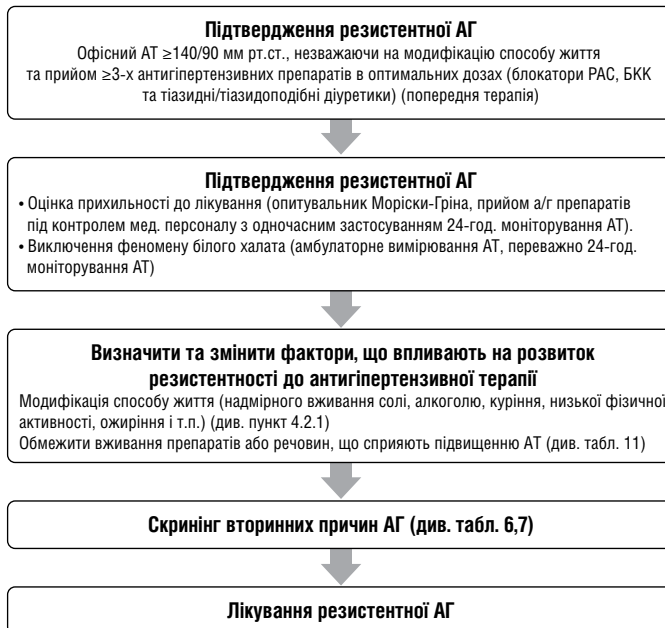 Підтвердження резистентної АГ
Офісний АТ ≥140/90 мм рт.ст., незважаючи на модифікацію способу життя
та прийом ≥3-х антигіпертензивних препаратів в оптимальних дозах (блокатори РАС, БКК
та тіазидні/тіазидоподібні діуретики) (попередня терапія)
Підтвердження резистентної АГ
• Оцінка прихильності до лікування (опитувальник Моріски-Гріна, прийом а/г препаратів
під контролем мед. персоналу з одночасним застосуванням 24-год. моніторування АТ).
• Виключення феномену білого халата (амбулаторне вимірювання АТ, переважно 24-год.
моніторування АТ)
Визначити та змінити фактори, що впливають на розвиток
резистентності до антигіпертензивної терапії
Модифікація способу життя (надмірного вживання солі, алкоголю, куріння, низької фізичної
активності, ожиріння і т.п.) (див. пункт 4.2.1)
Обмежити вживання препаратів або речовин, що сприяють підвищенню АТ (див. табл. 11)
Скринінг вторинних причин АГ (див. табл. 6,7)
Лікування резистентної АГ